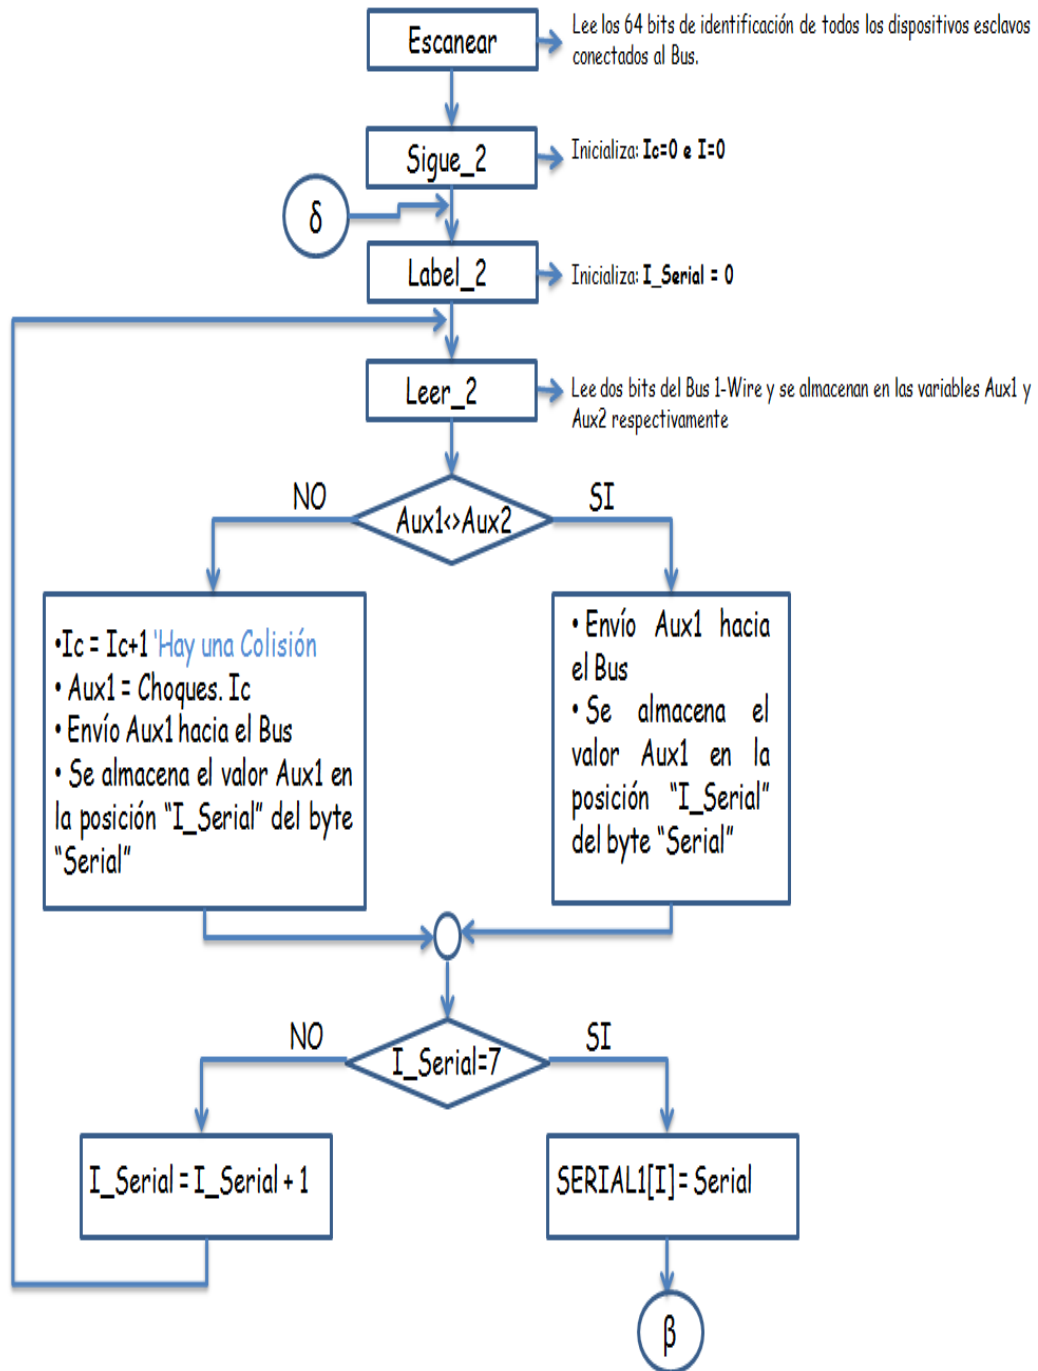 Escanear
Lee los 64 bits de identificación de todos los dispositivos esclavos
conectados al Bus.
Sigue_2
Inicializa: Ic=0 e I=0
δ
Label_2
Inicializa: I_Serial = 0
Leer_2
Lee dos bits del Bus 1-Wire y se almacenan en las variables Aux1 y
Aux2 respectivamente
NO
Aux1<>Aux2
SI
•Ic = Ic+1 'Hay una Colisión
• Aux1 = Choques. Ic
• Envío Aux1 hacia el Bus
• Se almacena el valor Aux1 en
la posición “I_Serial” del byte
“Serial”
• Envío Aux1 hacia
el Bus
• Se almacena el
valor Aux1 en la
posición “I_Serial”
del byte “Serial”
NO
I_Serial=7
SI
I_Serial = I_Serial + 1
SERIAL1[I] = Serial
β